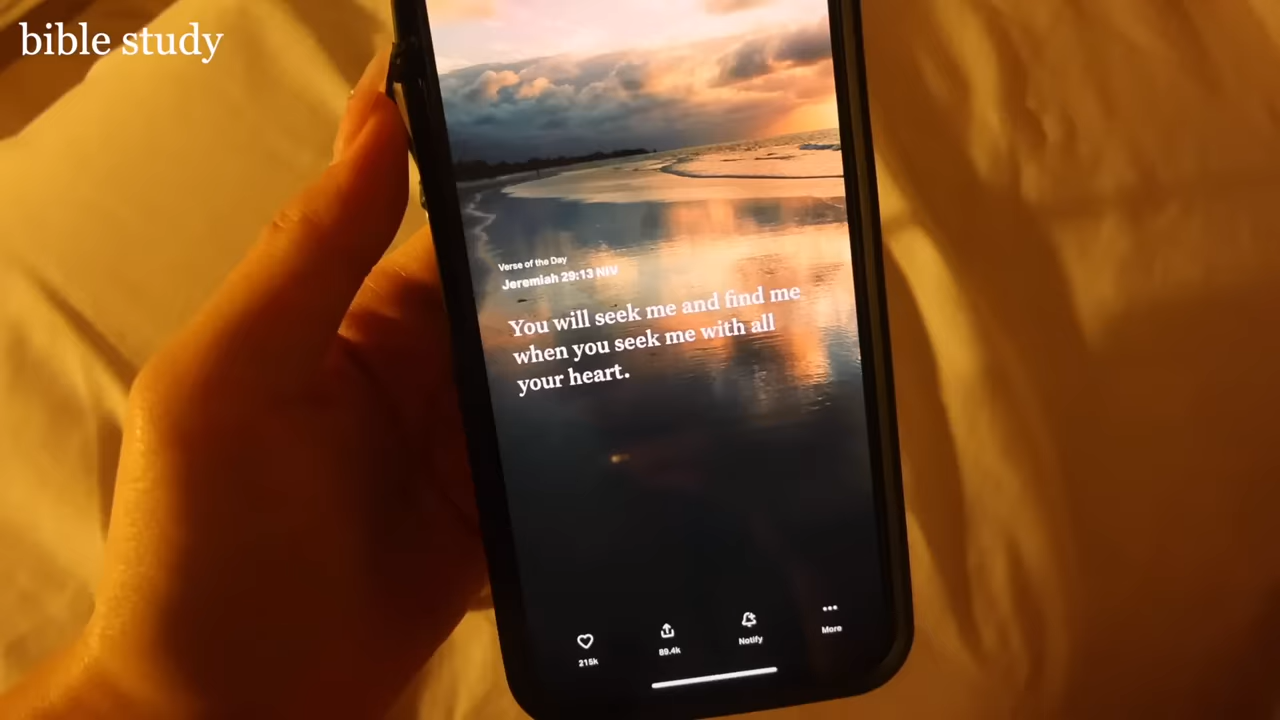 bible study
Verse of the Day
Jeremiah 29:13 NIV
You will seek me and find me
when you seek me with all
your heart.
215k
89.4k
Notify
More